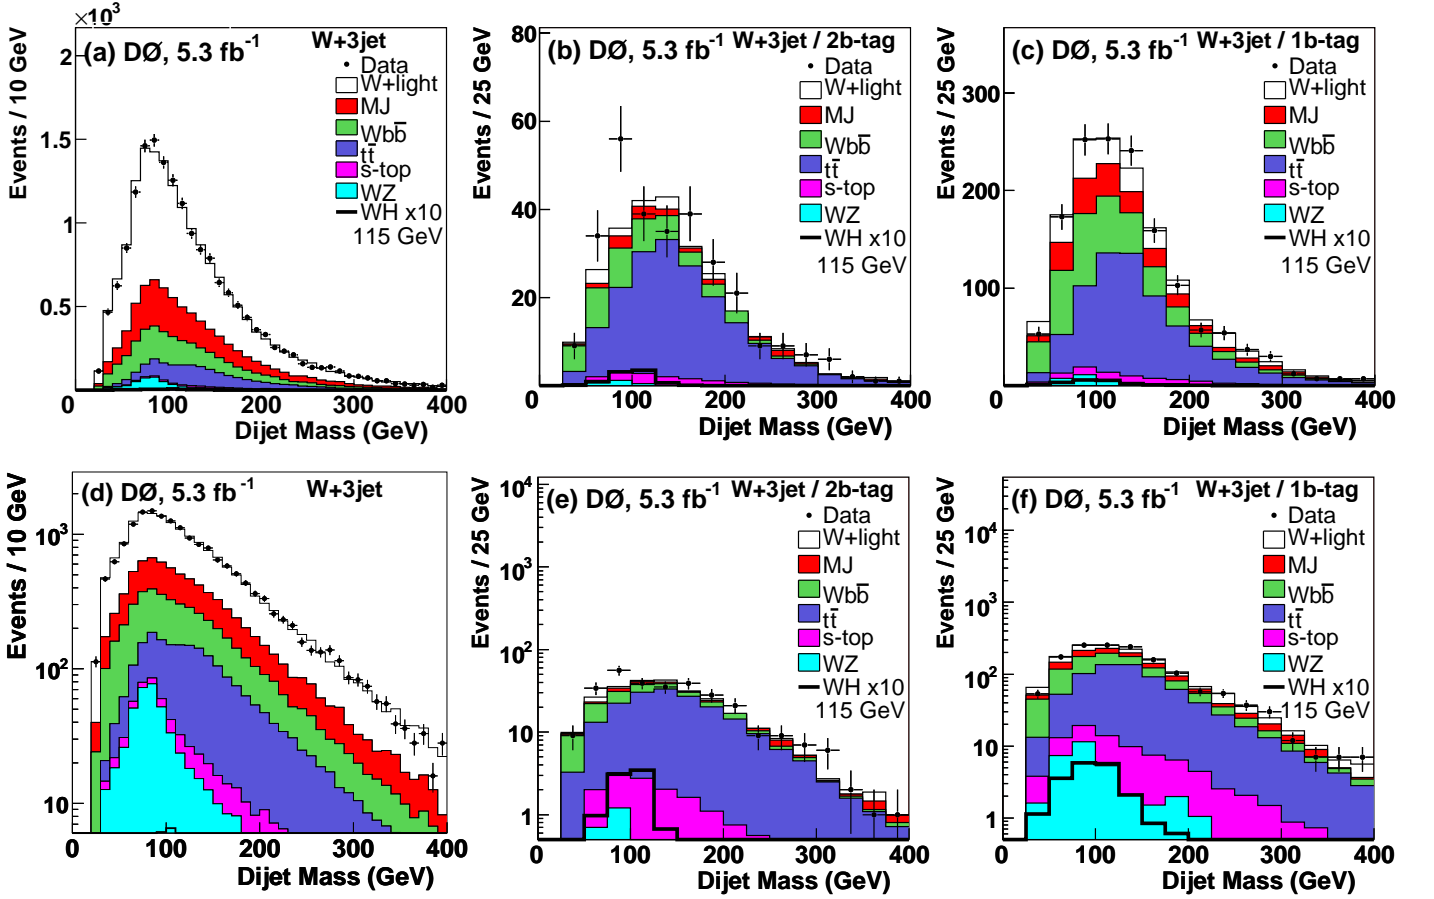 ×10³
(a) DØ, 5.3 fb⁻¹
W+3jet
Data
W+light
MJ
Wbb̅
tt̅
s-top
WZ
WH x10
115 GeV
Events / 10 GeV
2
1.5
1
0.5
0 100 200 300 400
Dijet Mass (GeV)
(b) DØ, 5.3 fb⁻¹ W+3jet / 2b-tag
Data
W+light
MJ
Wbb̅
tt̅
s-top
WZ
WH x10
115 GeV
Events / 25 GeV
80
60
40
20
0 100 200 300 400
Dijet Mass (GeV)
(c) DØ, 5.3 fb⁻¹ W+3jet / 1b-tag
Data
W+light
MJ
Wbb̅
tt̅
s-top
WZ
WH x10
115 GeV
Events / 25 GeV
300
200
100
0 100 200 300 400
Dijet Mass (GeV)
(d) DØ, 5.3 fb⁻¹
W+3jet
Events / 10 GeV
10³
10²
10
0 100 200 300 400
Dijet Mass (GeV)
(e) DØ, 5.3 fb⁻¹ W+3jet / 2b-tag
Data
W+light
MJ
Wbb̅
tt̅
s-top
WZ
WH x10
115 GeV
Events / 25 GeV
10⁴
10³
10²
10
1
0 100 200 300 400
Dijet Mass (GeV)
(f) DØ, 5.3 fb⁻¹ W+3jet / 1b-tag
Data
W+light
MJ
Wbb̅
tt̅
s-top
WZ
WH x10
115 GeV
Events / 25 GeV
10⁴
10³
10²
10
1
0 100 200 300 400
Dijet Mass (GeV)